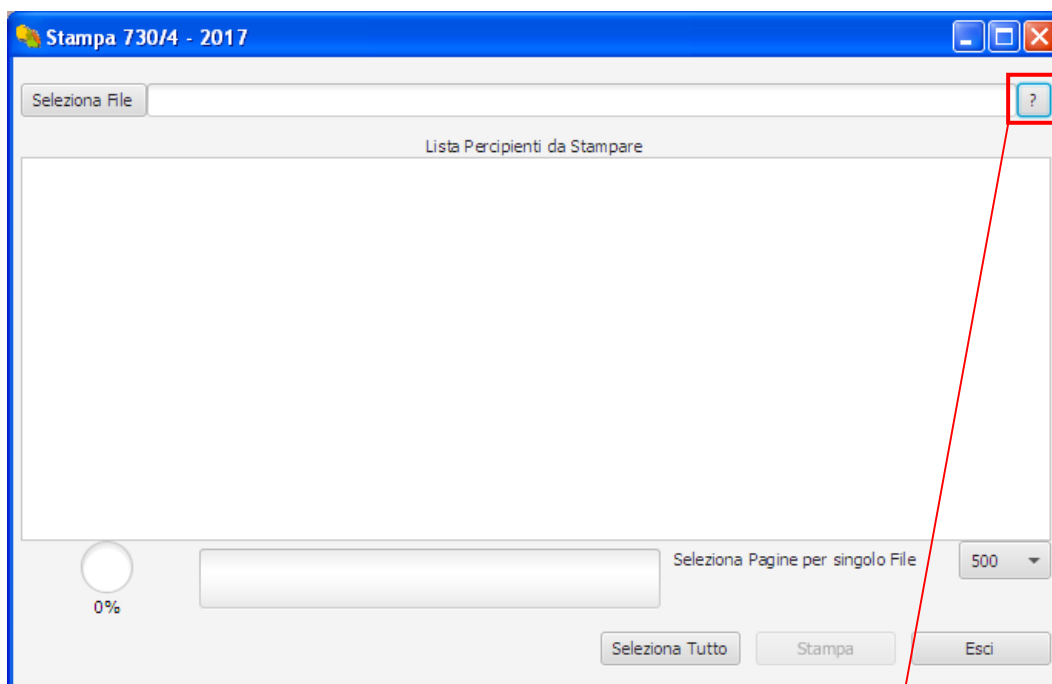 Stampa 730/4 - 2017
Seleziona File
?
Lista Percipienti da Stampare
Seleziona Pagine per singolo File
500
0%
Seleziona Tutto
Stampa
Esci